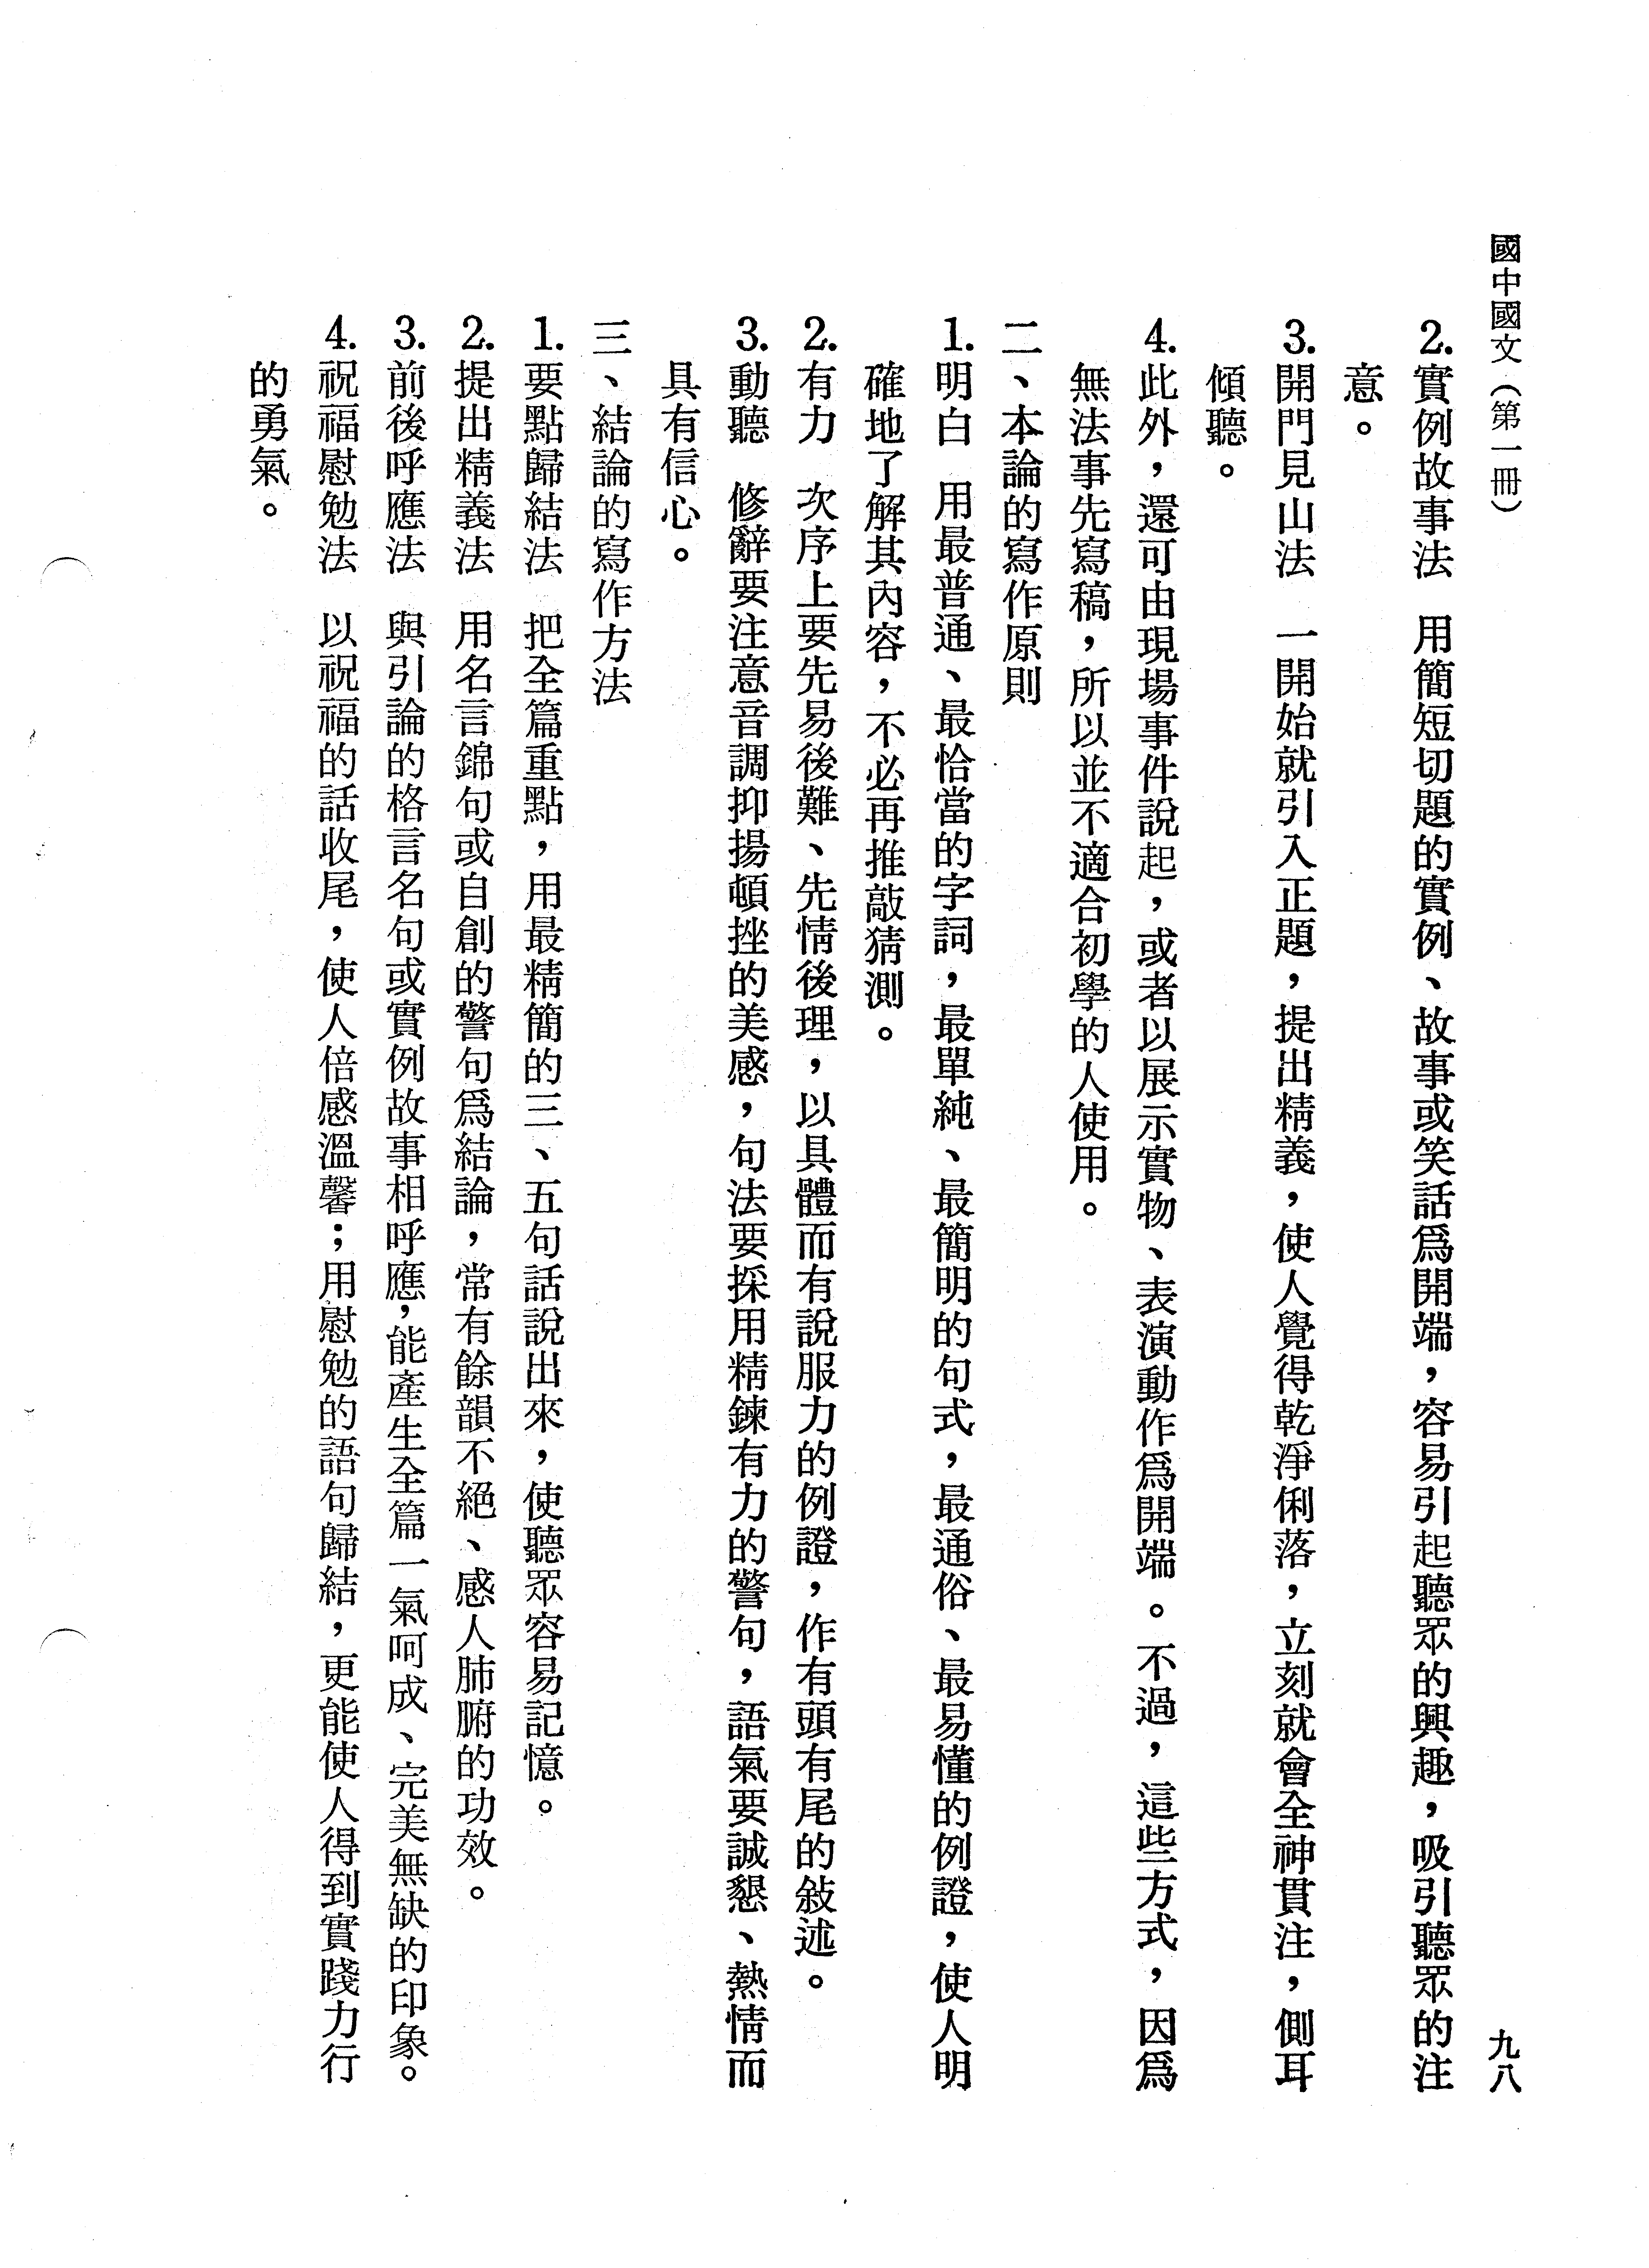 國中國文（第一冊）
九八
2.實例故事法　用簡短切題的實例、故事或笑話爲開端，容易引起聽眾的興趣，吸引聽眾的注
意。
3.開門見山法　一開始就引入正題，提出精義，使人覺得乾淨俐落，立刻就會全神貫注，側耳
傾聽。
4.此外，還可由現場事件說起，或者以展示實物、表演動作爲開端。不過，這些方式，因爲
無法事先寫稿，所以並不適合初學的人使用。
二、本論的寫作原則
1.明白　用最普通、最恰當的字詞，最單純、最簡明的句式，最通俗、最易懂的例證，使人明
確地了解其內容，不必再推敲猜測。
2.有力　次序上要先易後難、先情後理，以具體而有說服力的例證，作有頭有尾的敍述。
3.動聽　修辭要注意音調抑揚頓挫的美感，句法要採用精鍊有力的警句，語氣要誠懇、熱情而
具有信心。
三、結論的寫作方法
1.要點歸結法　把全篇重點，用最精簡的三、五句話說出來，使聽眾容易記憶。
2.提出精義法　用名言錦句或自創的警句爲結論，常有餘韻不絕、感人肺腑的功效。
3.前後呼應法　與引論的格言名句或實例故事相呼應，能產生全篇一氣呵成、完美無缺的印象。
4.祝福慰勉法　以祝福的話收尾，使人倍感溫馨；用慰勉的語句歸結，更能使人得到實踐力行
的勇氣。